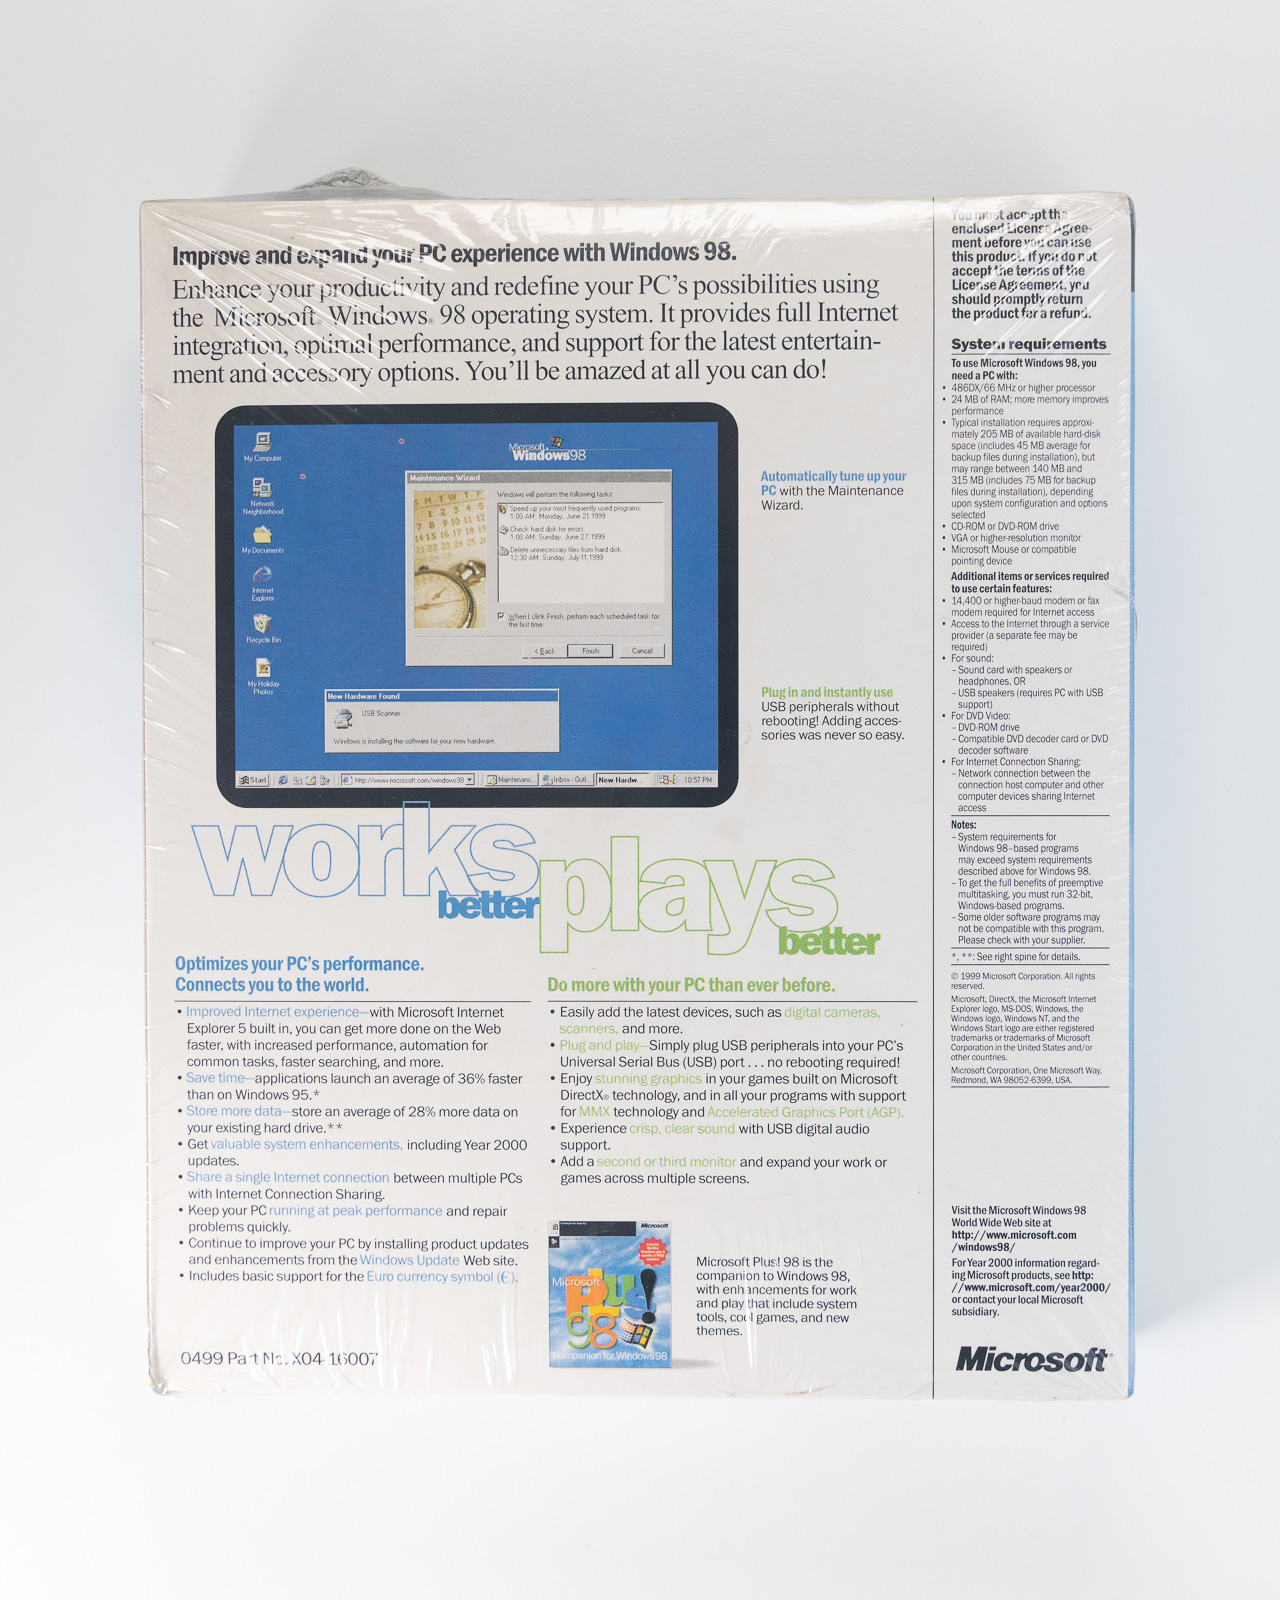 Improve and expand your PC experience with Windows 98.
Enhance your productivity and redefine your PC's possibilities using
the Microsoft® Windows® 98 operating system. It provides full Internet
integration, optimal performance, and support for the latest entertain-
ment and accessory options. You'll be amazed at all you can do!
My Computer
Network
Neighborhood
My Documents
Internet
Explorer
Recycle Bin
My Holiday
Photos
Microsoft
Windows98
Maintenance Wizard
S M T W T F
Windows will perform the following tasks:
Speed up your most frequently used programs.
1:00 AM, Monday, June 21, 1999
Check hard disk for errors.
1:00 AM, Sunday, June 27, 1999
Delete unnecessary files from hard disk.
12:30 AM, Sunday, July 11, 1999
When I click Finish, perform each scheduled task for
the first time.
< Back
Finish
Cancel
New Hardware Found
USB Scanner
Windows is installing the software for your new hardware.
Start
http://www.microsoft.com/windows98
Maintenanc...
Inbox - Outl...
New Hardw...
10:57 PM
Automatically tune up your
PC with the Maintenance
Wizard.
Plug in and instantly use
USB peripherals without
rebooting! Adding acces-
sories was never so easy.
works
better
plays
better
Optimizes your PC's performance.
Connects you to the world.
• Improved Internet experience—with Microsoft Internet
Explorer 5 built in, you can get more done on the Web
faster, with increased performance, automation for
common tasks, faster searching, and more.
• Save time—applications launch an average of 36% faster
than on Windows 95.*
• Store more data—store an average of 28% more data on
your existing hard drive.**
• Get valuable system enhancements, including Year 2000
updates.
• Share a single Internet connection between multiple PCs
with Internet Connection Sharing.
• Keep your PC running at peak performance and repair
problems quickly.
• Continue to improve your PC by installing product updates
and enhancements from the Windows Update Web site.
• Includes basic support for the Euro currency symbol (€).
0499 Part No. X04-16007
Do more with your PC than ever before.
• Easily add the latest devices, such as digital cameras,
scanners, and more.
• Plug and play—Simply plug USB peripherals into your PC's
Universal Serial Bus (USB) port . . . no rebooting required!
• Enjoy stunning graphics in your games built on Microsoft
DirectX® technology, and in all your programs with support
for MMX technology and Accelerated Graphics Port (AGP).
• Experience crisp, clear sound with USB digital audio
support.
• Add a second or third monitor and expand your work or
games across multiple screens.
Microsoft
Microsoft
plus!
98
Companion for Windows 98
Microsoft Plus! 98 is the
companion to Windows 98,
with enhancements for work
and play that include system
tools, cool games, and new
themes.
You must accept the
enclosed License Agree-
ment before you can use
this product. If you do not
accept the terms of the
License Agreement, you
should promptly return
the product for a refund.
System requirements
To use Microsoft Windows 98, you
need a PC with:
• 486DX/66 MHz or higher processor
• 24 MB of RAM; more memory improves
performance
• Typical installation requires approxi-
mately 205 MB of available hard-disk
space (includes 45 MB average for
backup files during installation), but
may range between 140 MB and
315 MB (includes 75 MB for backup
files during installation), depending
upon system configuration and options
selected
• CD-ROM or DVD-ROM drive
• VGA or higher-resolution monitor
• Microsoft Mouse or compatible
pointing device
Additional items or services required
to use certain features:
• 14,400 or higher-baud modem or fax
modem required for Internet access
• Access to the Internet through a service
provider (a separate fee may be
required)
• For sound:
– Sound card with speakers or
headphones, OR
– USB speakers (requires PC with USB
support)
• For DVD Video:
– DVD-ROM drive
– Compatible DVD decoder card or DVD
decoder software
• For Internet Connection Sharing:
– Network connection between the
connection host computer and other
computer devices sharing Internet
access
Notes:
– System requirements for
Windows 98–based programs
may exceed system requirements
described above for Windows 98.
– To get the full benefits of preemptive
multitasking, you must run 32-bit,
Windows-based programs.
– Some older software programs may
not be compatible with this program.
Please check with your supplier.
*, **: See right spine for details.
© 1999 Microsoft Corporation. All rights
reserved.
Microsoft, DirectX, the Microsoft Internet
Explorer logo, MS-DOS, Windows, the
Windows logo, Windows NT, and the
Windows Start logo are either registered
trademarks or trademarks of Microsoft
Corporation in the United States and/or
other countries.
Microsoft Corporation, One Microsoft Way,
Redmond, WA 98052-6399, USA.
Visit the Microsoft Windows 98
World Wide Web site at
http://www.microsoft.com
/windows98/
For Year 2000 information regard-
ing Microsoft products, see http:
//www.microsoft.com/year2000/
or contact your local Microsoft
subsidiary.
Microsoft®